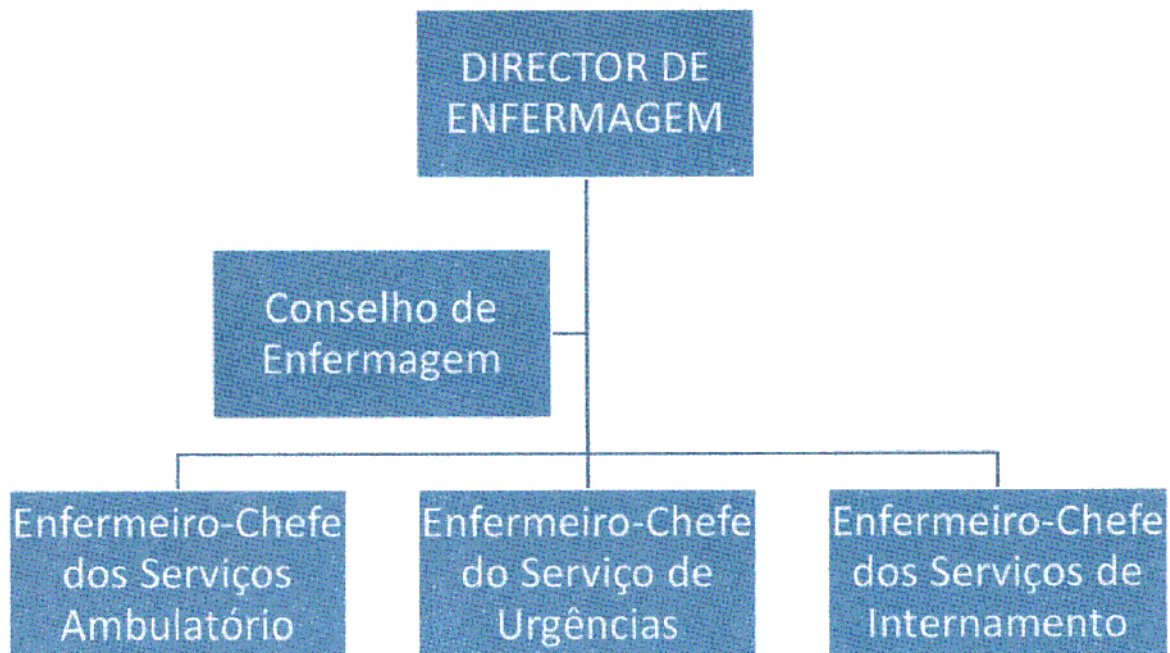 DIRECTOR DE
ENFERMAGEM
Conselho de
Enfermagem
Enfermeiro-Chefe
dos Serviços
Ambulatório
Enfermeiro-Chefe
do Serviço de
Urgências
Enfermeiro-Chefe
dos Serviços de
Internamento